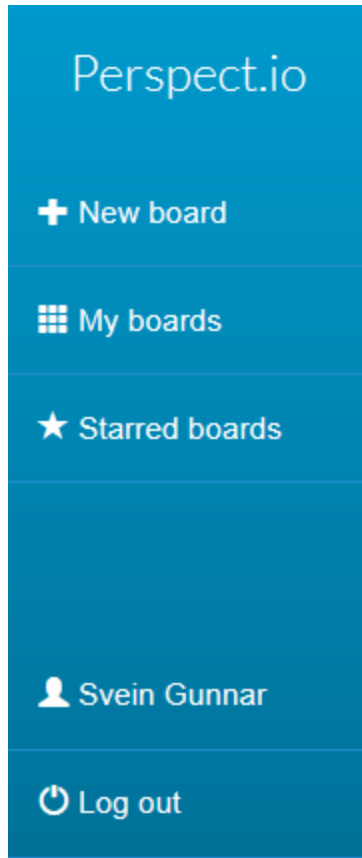 Perspect.io
New board
My boards
Starred boards
Svein Gunnar
Log out